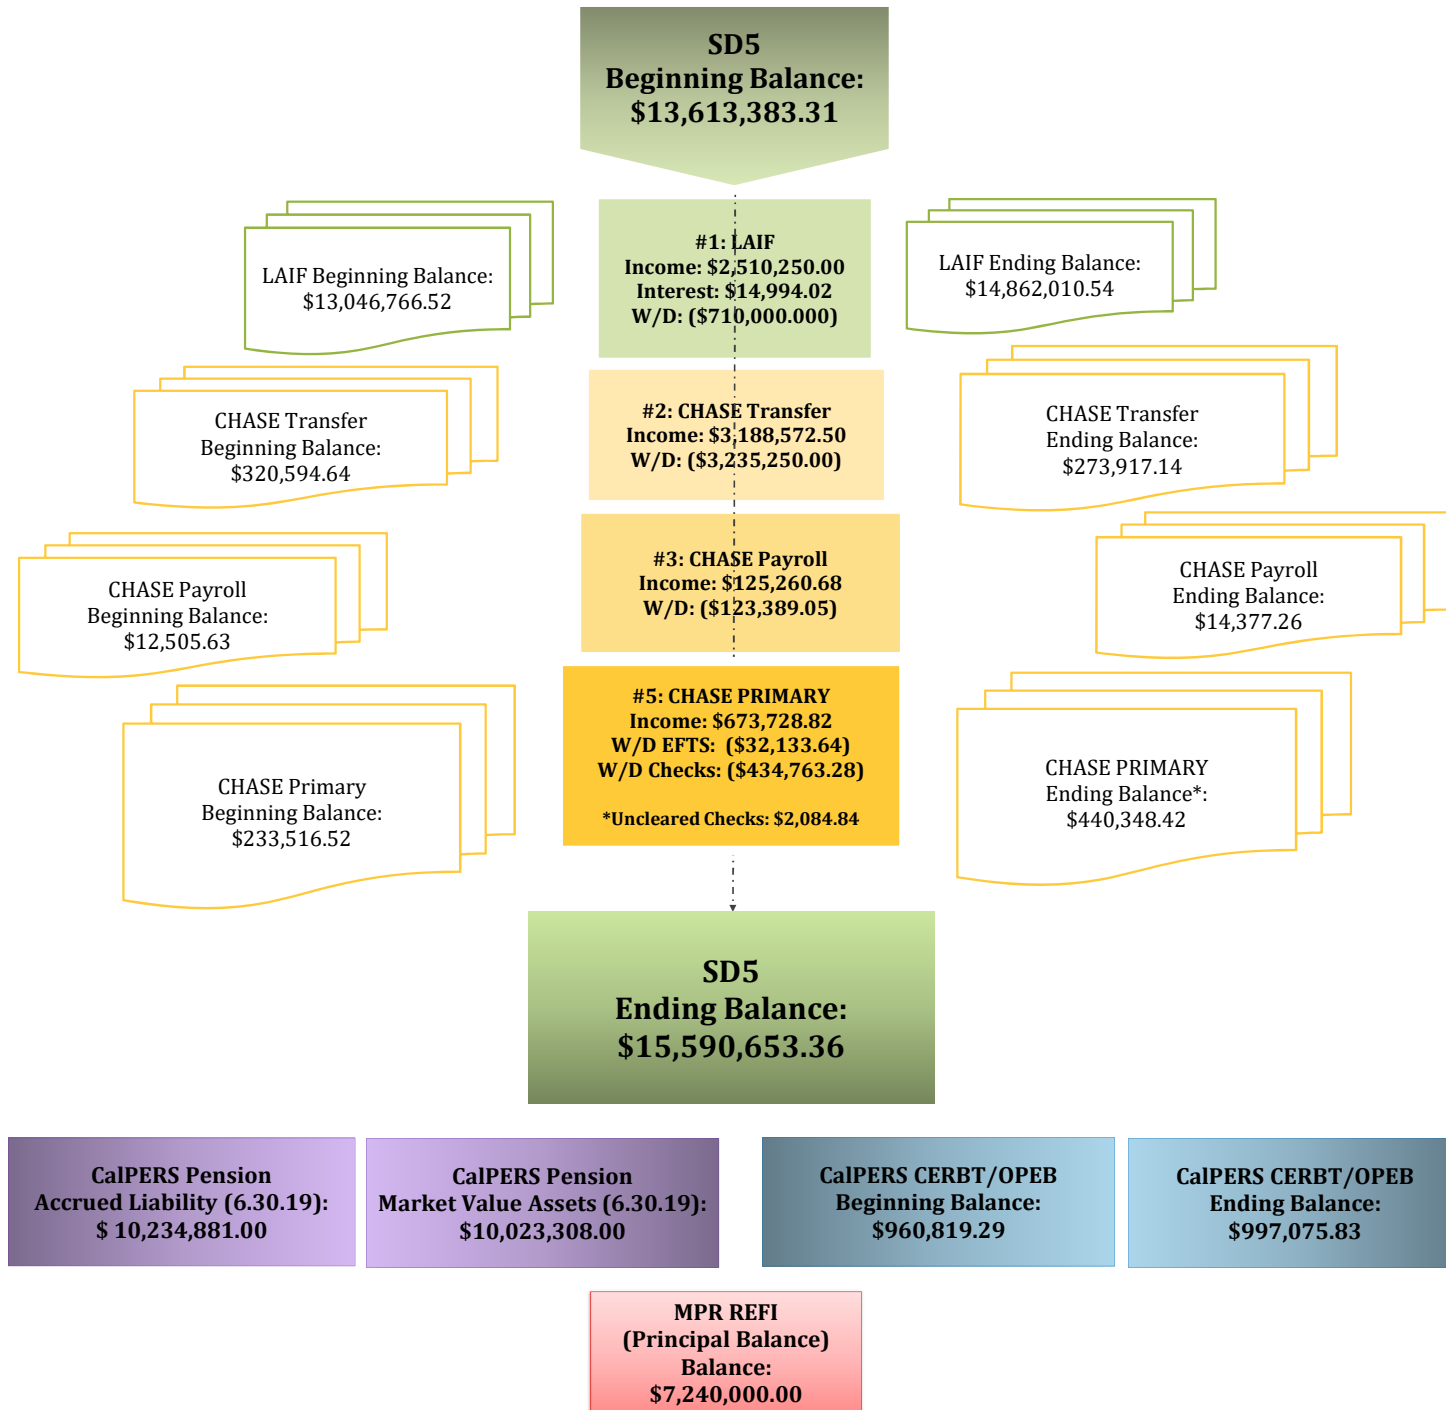 SD5
Beginning Balance:
$13,613,383.31
LAIF Beginning Balance:
$13,046,766.52
#1: LAIF
Income: $2,510,250.00
Interest: $14,994.02
W/D: ($710,000.000)
LAIF Ending Balance:
$14,862,010.54
CHASE Transfer
Beginning Balance:
$320,594.64
#2: CHASE Transfer
Income: $3,188,572.50
W/D: ($3,235,250.00)
CHASE Transfer
Ending Balance:
$273,917.14
CHASE Payroll
Beginning Balance:
$12,505.63
#3: CHASE Payroll
Income: $125,260.68
W/D: ($123,389.05)
CHASE Payroll
Ending Balance:
$14,377.26
CHASE Primary
Beginning Balance:
$233,516.52
#5: CHASE PRIMARY
Income: $673,728.82
W/D EFTS:  ($32,133.64)
W/D Checks: ($434,763.28)
*Uncleared Checks: $2,084.84
CHASE PRIMARY
Ending Balance*:
$440,348.42
SD5
Ending Balance:
$15,590,653.36
CalPERS Pension
Accrued Liability (6.30.19):
$ 10,234,881.00
CalPERS Pension
Market Value Assets (6.30.19):
$10,023,308.00
CalPERS CERBT/OPEB
Beginning Balance:
$960,819.29
CalPERS CERBT/OPEB
Ending Balance:
$997,075.83
MPR REFI
(Principal Balance)
Balance:
$7,240,000.00